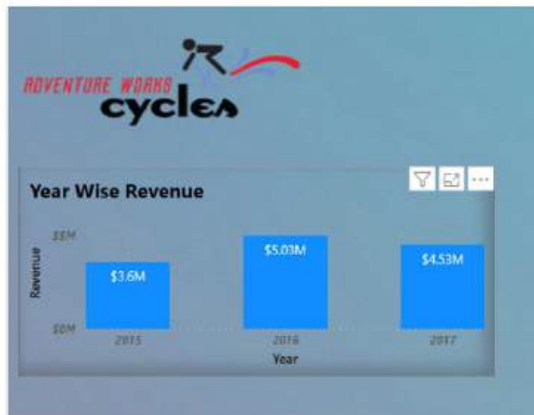 ADVENTURE WORKS
cycles
Year Wise Revenue
$5M
$5.03M
$4.53M
$3.6M
Revenue
$0M
2015
2016
2017
Year